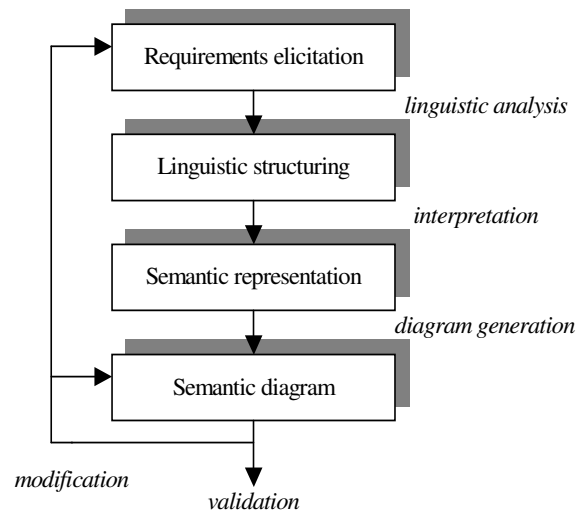 Requirements elicitation
linguistic analysis
Linguistic structuring
interpretation
Semantic representation
diagram generation
Semantic diagram
modification
validation